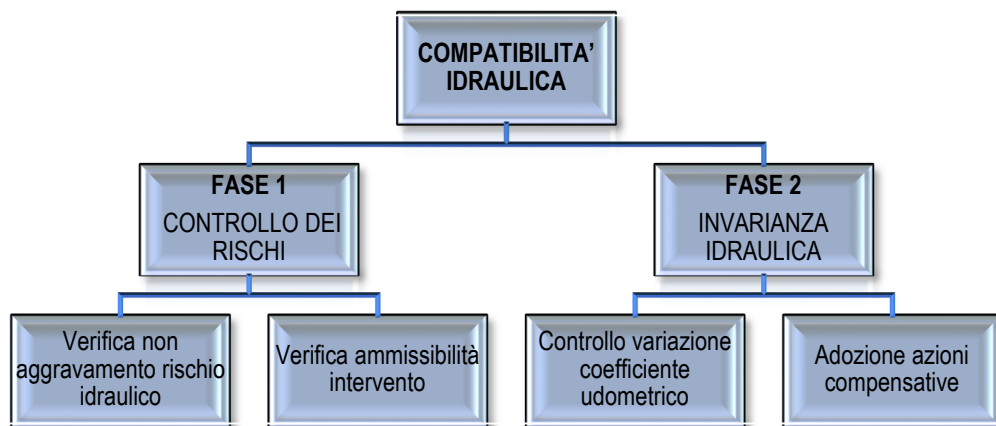 COMPATIBILITA’
IDRAULICA
FASE 1
CONTROLLO DEI
RISCHI
FASE 2
INVARIANZA
IDRAULICA
Verifica non
aggravamento rischio
idraulico
Verifica ammissibilità
intervento
Controllo variazione
coefficiente
udometrico
Adozione azioni
compensative